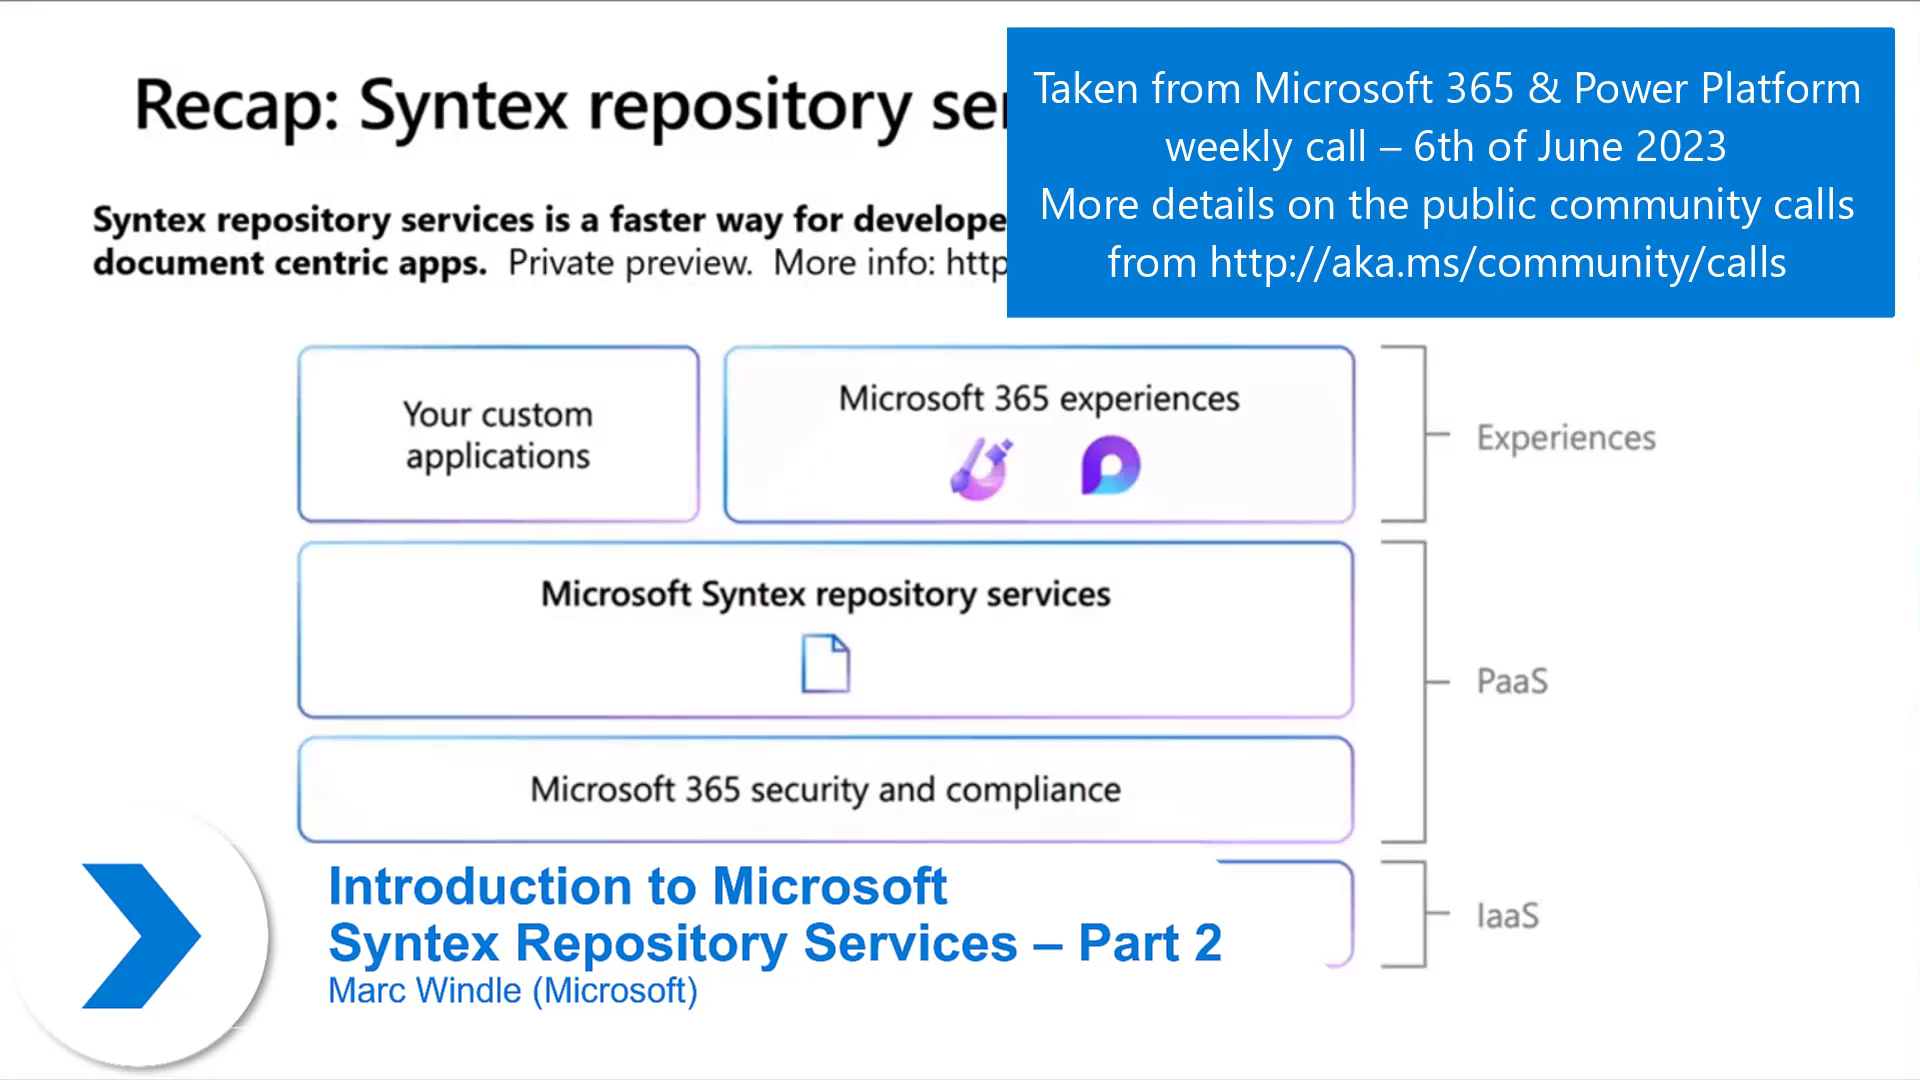 Recap: Syntex repository
Taken from Microsoft 365 & Power Platform
weekly call – 6th of June 2023
More details on the public community calls
from http://aka.ms/community/calls
Syntex repository services is a faster way for
document centric apps. Private preview. More info:
Your custom
applications
Microsoft 365 experiences
Experiences
Microsoft Syntex repository services
PaaS
Microsoft 365 security and compliance
Introduction to Microsoft
Syntex Repository Services – Part 2
Marc Windle (Microsoft)
IaaS